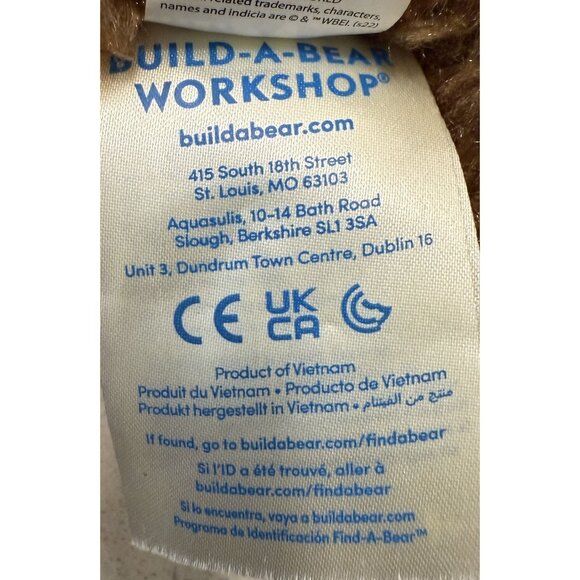 related trademarks, characters,
names and indicia are © & ™WBEI. (s22)
BUILD-A-BEAR
WORKSHOP®
buildabear.com
415 South 18th Street
St. Louis, MO 63103
Aquasulis, 10-14 Bath Road
Slough, Berkshire SL1 3SA
Unit 3, Dundrum Town Centre, Dublin 16
CE UK
CA
Product of Vietnam
Produit du Vietnam • Producto de Vietnam
Produkt hergestellt in Vietnam • منتج من الفيتنام
If found, go to buildabear.com/findabear
Si l'ID a été trouvé, aller à
buildabear.com/findabear
Si lo encuentra, vaya a buildabear.com.
Programa de Identificación Find-A-Bear™